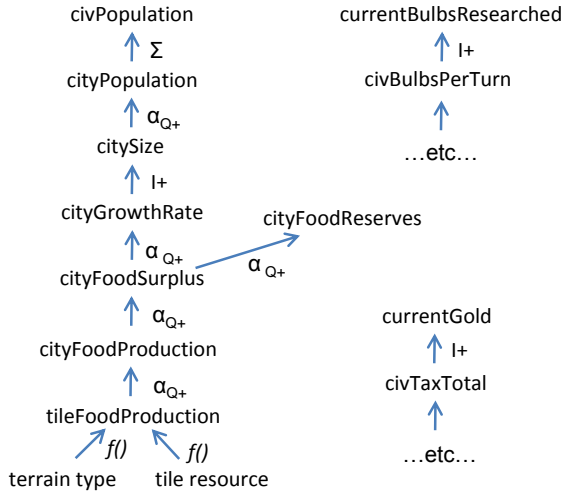 civPopulation
Σ
cityPopulation
αQ+
citySize
I+
cityGrowthRate
αQ+
cityFoodSurplus
αQ+
cityFoodReserves
αQ+
cityFoodProduction
αQ+
tileFoodProduction
f()
f()
terrain type
tile resource
currentBulbsResearched
I+
civBulbsPerTurn
...etc...
currentGold
I+
civTaxTotal
...etc...